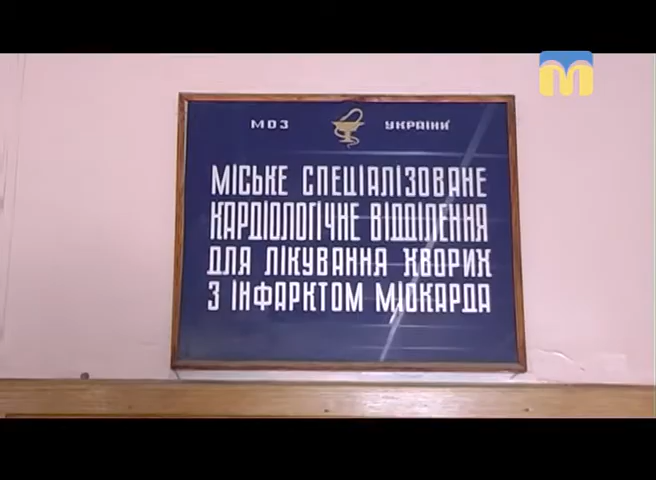 МОЗ УКРАЇНИ
МІСЬКЕ СПЕЦІАЛІЗОВАНЕ
КАРДІОЛОГІЧНЕ ВІДДІЛЕННЯ
ДЛЯ ЛІКУВАННЯ ХВОРИХ
З ІНФАРКТОМ МІОКАРДА